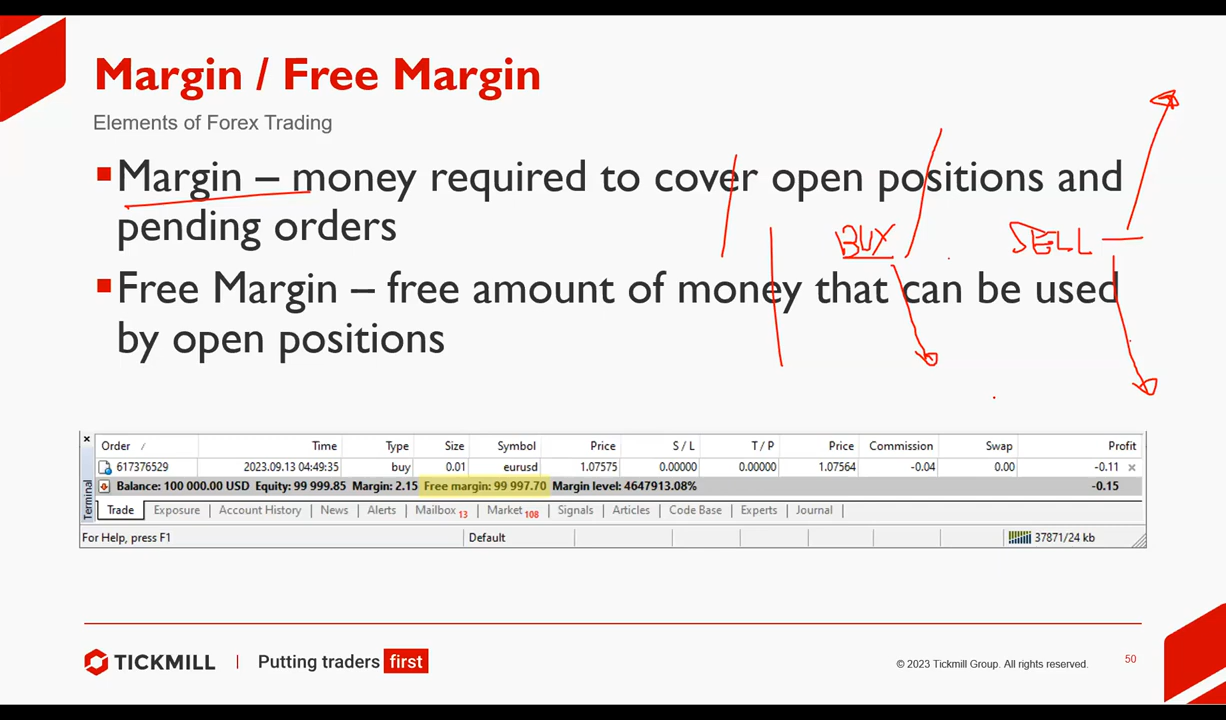 Margin / Free Margin
Elements of Forex Trading
Margin – money required to cover open positions and
pending orders
BUY
SELL
Free Margin – free amount of money that can be used
by open positions
Order / Time Type Size Symbol Price S / L T / P Price Commission Swap Profit
617376529 2023.09.13 04:49:35 buy 0.01 eurusd 1.07575 0.00000 0.00000 1.07564 -0.04 0.00 -0.11
Balance: 100 000.00 USD Equity: 99 999.85 Margin: 2.15 Free margin: 99 997.70 Margin level: 4647913.08% -0.15
Terminal
Trade Exposure Account History News Alerts Mailbox 13 Market 108 Signals Articles Code Base Experts Journal
For Help, press F1 Default 37871/24 kb
TICKMILL | Putting traders first
© 2023 Tickmill Group. All rights reserved. 50